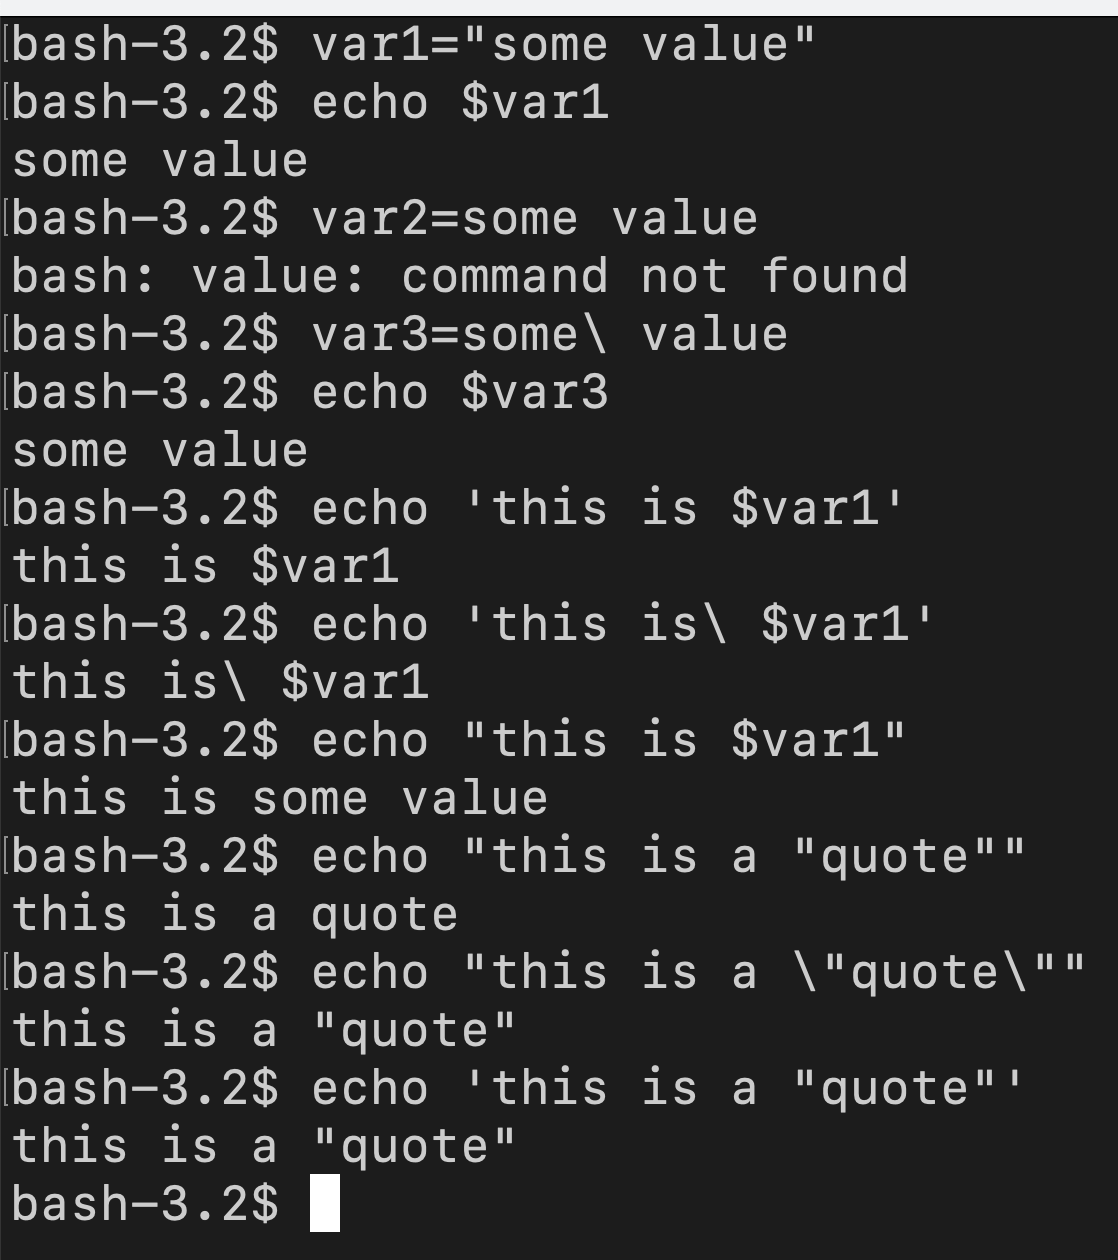 [bash-3.2$ var1="some value"
[bash-3.2$ echo $var1
some value
[bash-3.2$ var2=some value
bash: value: command not found
[bash-3.2$ var3=some\ value
[bash-3.2$ echo $var3
some value
[bash-3.2$ echo 'this is $var1'
this is $var1
[bash-3.2$ echo 'this is\ $var1'
this is\ $var1
[bash-3.2$ echo "this is $var1"
this is some value
[bash-3.2$ echo "this is a "quote""
this is a quote
[bash-3.2$ echo "this is a \"quote\""
this is a "quote"
[bash-3.2$ echo 'this is a "quote"'
this is a "quote"
bash-3.2$